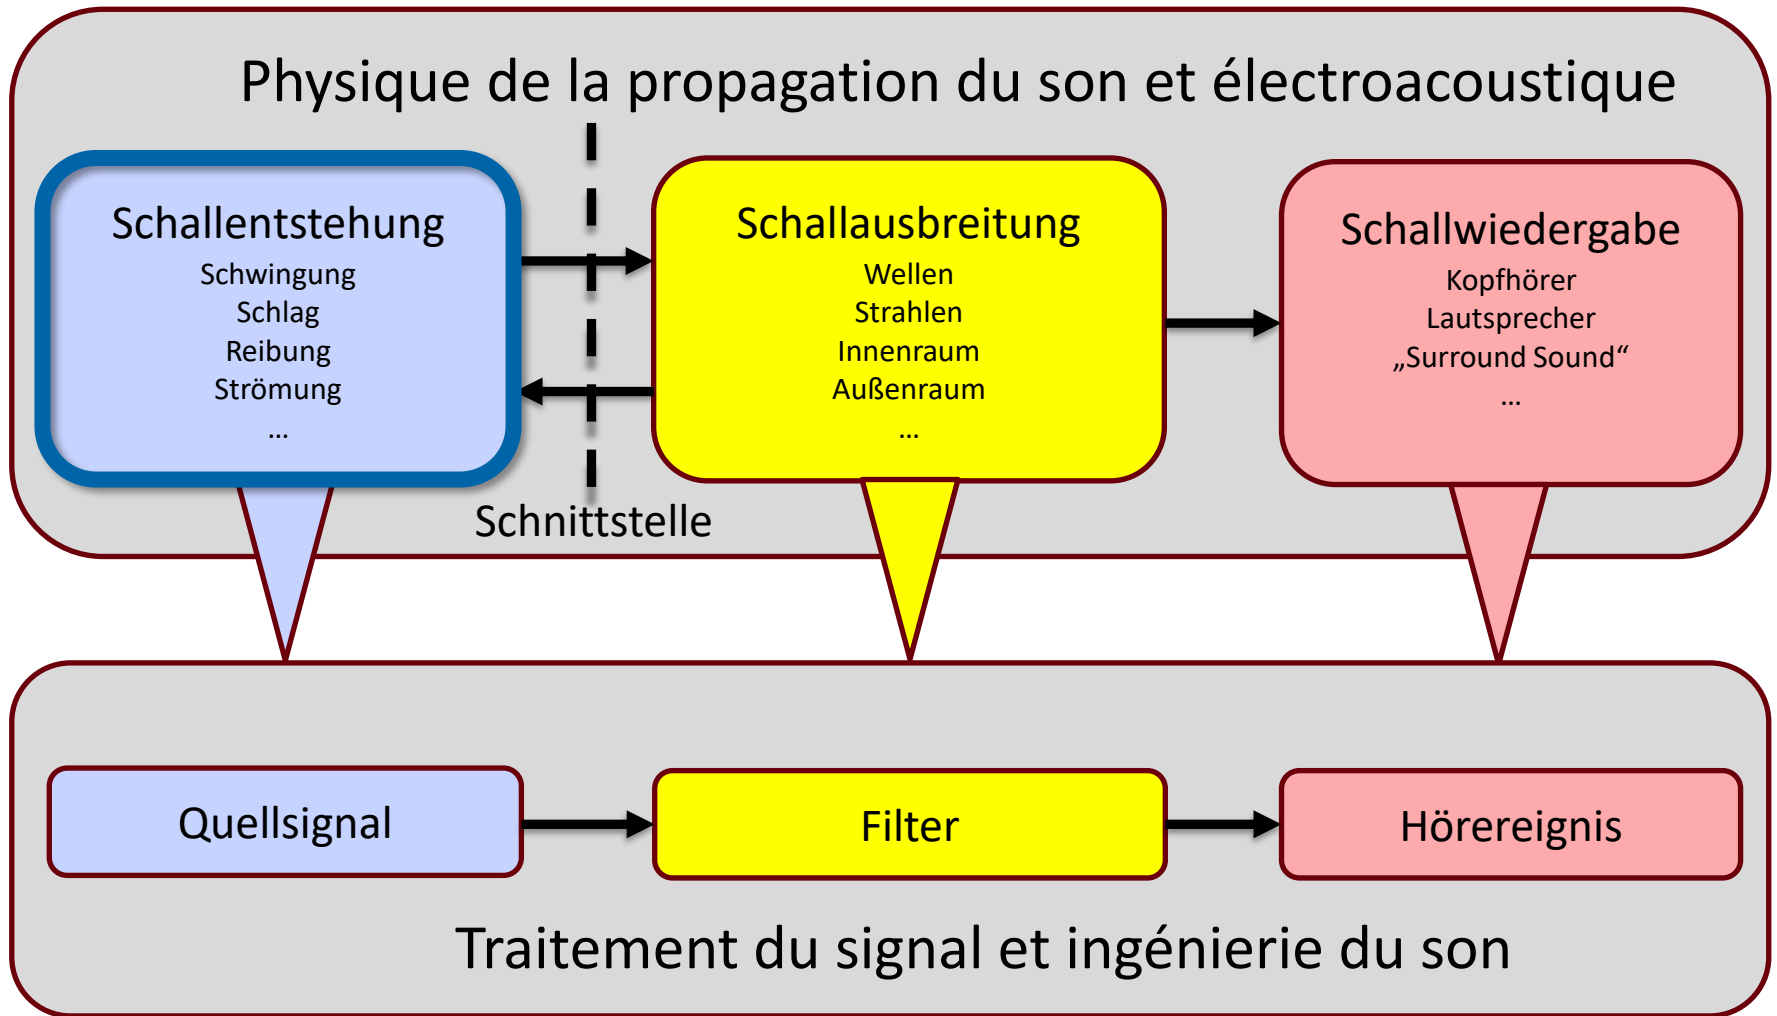 Physique de la propagation du son et électroacoustique
Schallentstehung
Schwingung
Schlag
Reibung
Strömung
...
Schnittstelle
Schallausbreitung
Wellen
Strahlen
Innenraum
Außenraum
...
Schallwiedergabe
Kopfhörer
Lautsprecher
„Surround Sound“
...
Quellsignal
Filter
Hörereignis
Traitement du signal et ingénierie du son